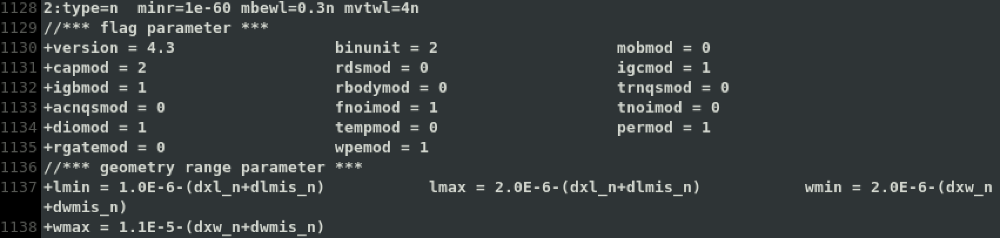 1128 2:type=n  minr=1e-60 mbewl=0.3n mvtwl=4n
1129 //*** flag parameter ***
1130 +version = 4.3                 binunit = 2                   mobmod = 0
1131 +capmod = 2                    rdsmod = 0                    igcmod = 1
1132 +igbmod = 1                    rbodymod = 0                  trnqsmod = 0
1133 +acnqsmod = 0                  fnoimod = 1                   tnoimod = 0
1134 +diomod = 1                    tempmod = 0                   permod = 1
1135 +rgatemod = 0                  wpemod = 1
1136 //*** geometry range parameter ***
1137 +lmin = 1.0E-6-(dxl_n+dlmis_n)           lmax = 2.0E-6-(dxl_n+dlmis_n)           wmin = 2.0E-6-(dxw_n
+dwmis_n)
1138 +wmax = 1.1E-5-(dxw_n+dwmis_n)